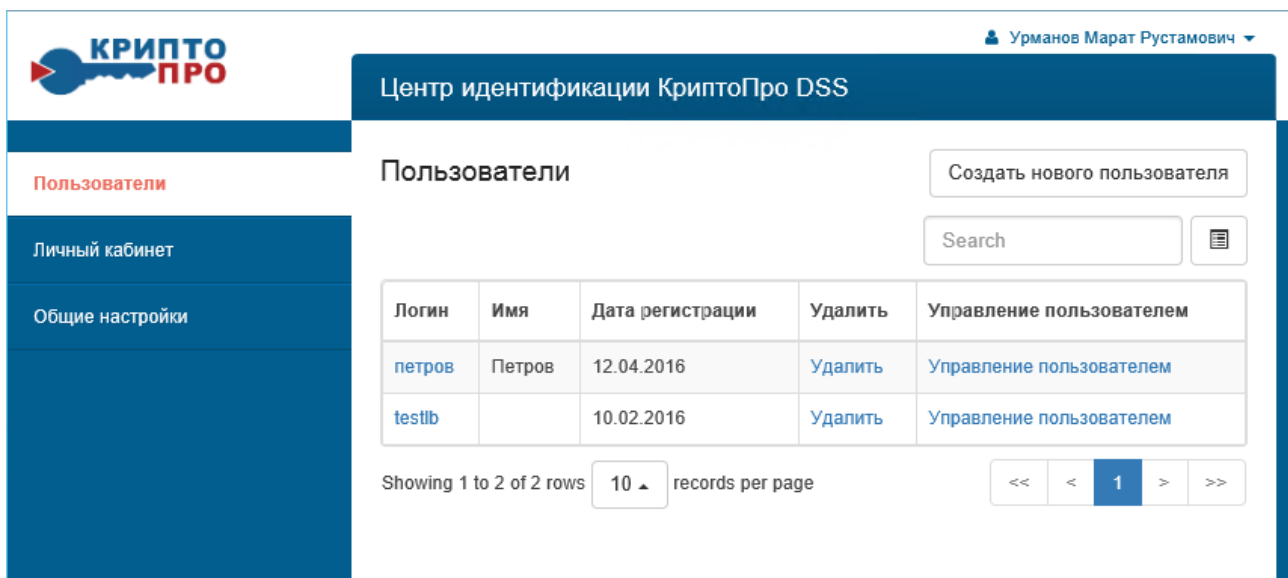 КРИПТО
ПРО
Урманов Марат Рустамович
Центр идентификации КриптоПро DSS
Пользователи
Личный кабинет
Общие настройки
Пользователи
Создать нового пользователя
Search
Логин Имя Дата регистрации Удалить Управление пользователем
петров Петров 12.04.2016 Удалить Управление пользователем
testlb 10.02.2016 Удалить Управление пользователем
Showing 1 to 2 of 2 rows 10 records per page << < 1 > >>